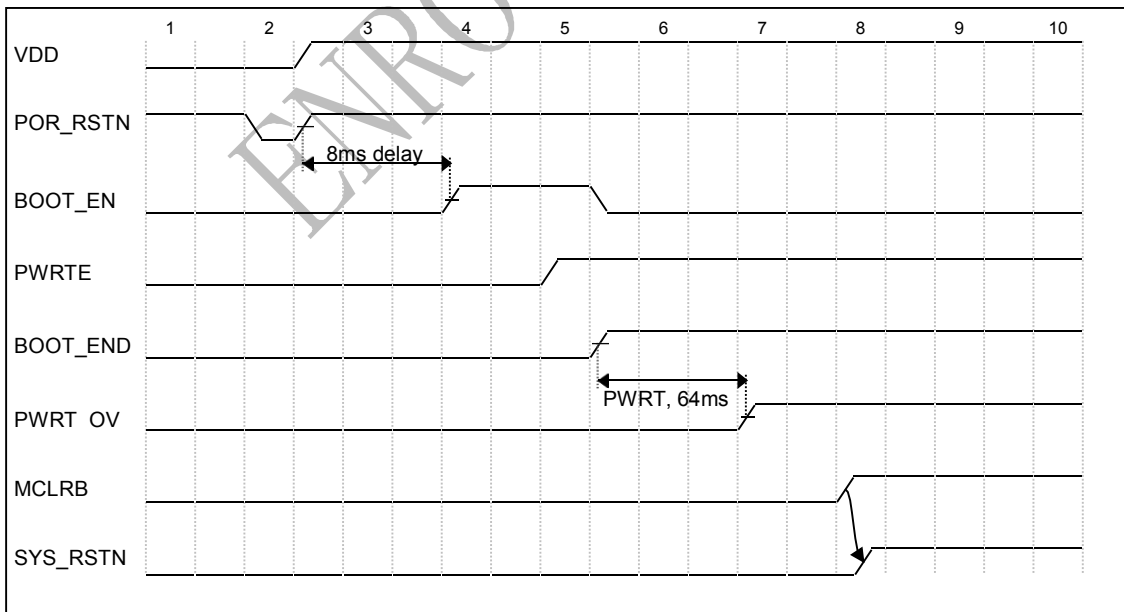 1 2 3 4 5 6 7 8 9 10
VDD
POR_RSTN
8ms delay
BOOT_EN
PWRTE
BOOT_END
PWRT, 64ms
PWRT OV
MCLRB
SYS_RSTN
ENRO